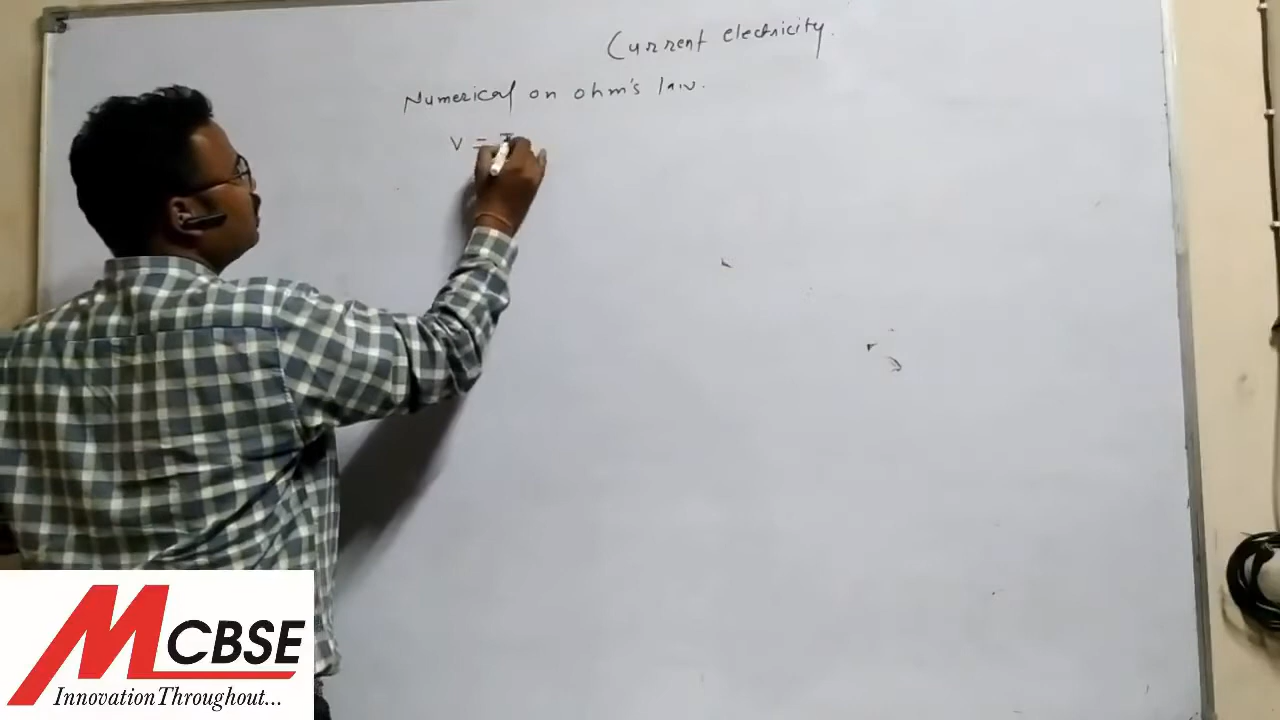 Current electricity.
Numerical on ohm's law.
V = I
MCBSE
Innovation Throughout...